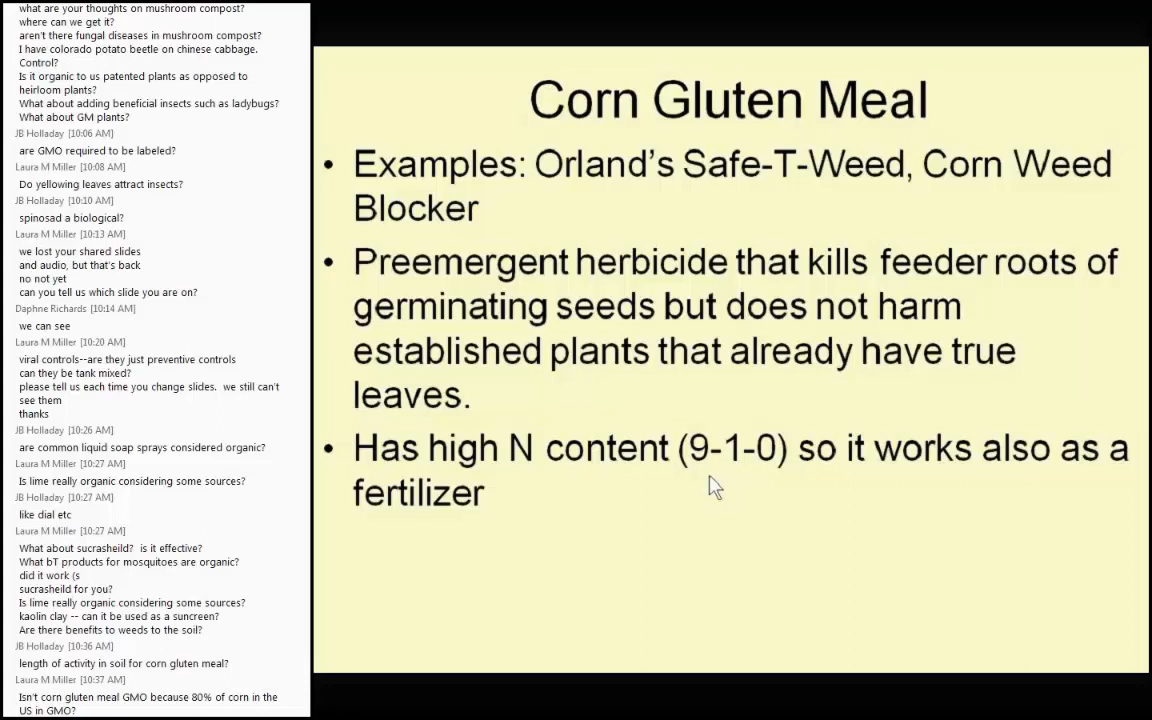 what are your thoughts on mushroom compost?
where can we get it?
aren't there fungal diseases in mushroom compost?
I have colorado potato beetle on chinese cabbage.
Control?
Is it organic to us patented plants as opposed to
heirloom plants?
What about adding beneficial insects such as ladybugs?
What about GM plants?
JB Holladay [10:06 AM]
are GMO required to be labeled?
Laura M Miller [10:08 AM]
Do yellowing leaves attract insects?
JB Holladay [10:10 AM]
spinosad a biological?
Laura M Miller [10:13 AM]
we lost your shared slides
and audio, but that's back
no not yet
can you tell us which slide you are on?
Daphne Richards [10:14 AM]
we can see
Laura M Miller [10:20 AM]
viral controls--are they just preventive controls
can they be tank mixed?
please tell us each time you change slides.  we still can't
see them
thanks
JB Holladay [10:26 AM]
are common liquid soap sprays considered organic?
Laura M Miller [10:27 AM]
Is lime really organic considering some sources?
JB Holladay [10:27 AM]
like dial etc
Laura M Miller [10:27 AM]
What about sucrasheild?  is it effective?
What bT products for mosquitoes are organic?
did it work (s
sucrasheild for you?
Is lime really organic considering some sources?
kaolin clay -- can it be used as a suncreen?
Are there benefits to weeds to the soil?
JB Holladay [10:36 AM]
length of activity in soil for corn gluten meal?
Laura M Miller [10:37 AM]
Isn't corn gluten meal GMO because 80% of corn in the
US in GMO?
Corn Gluten Meal
• Examples: Orland's Safe-T-Weed, Corn Weed
Blocker
• Preemergent herbicide that kills feeder roots of
germinating seeds but does not harm
established plants that already have true
leaves.
• Has high N content (9-1-0) so it works also as a
fertilizer